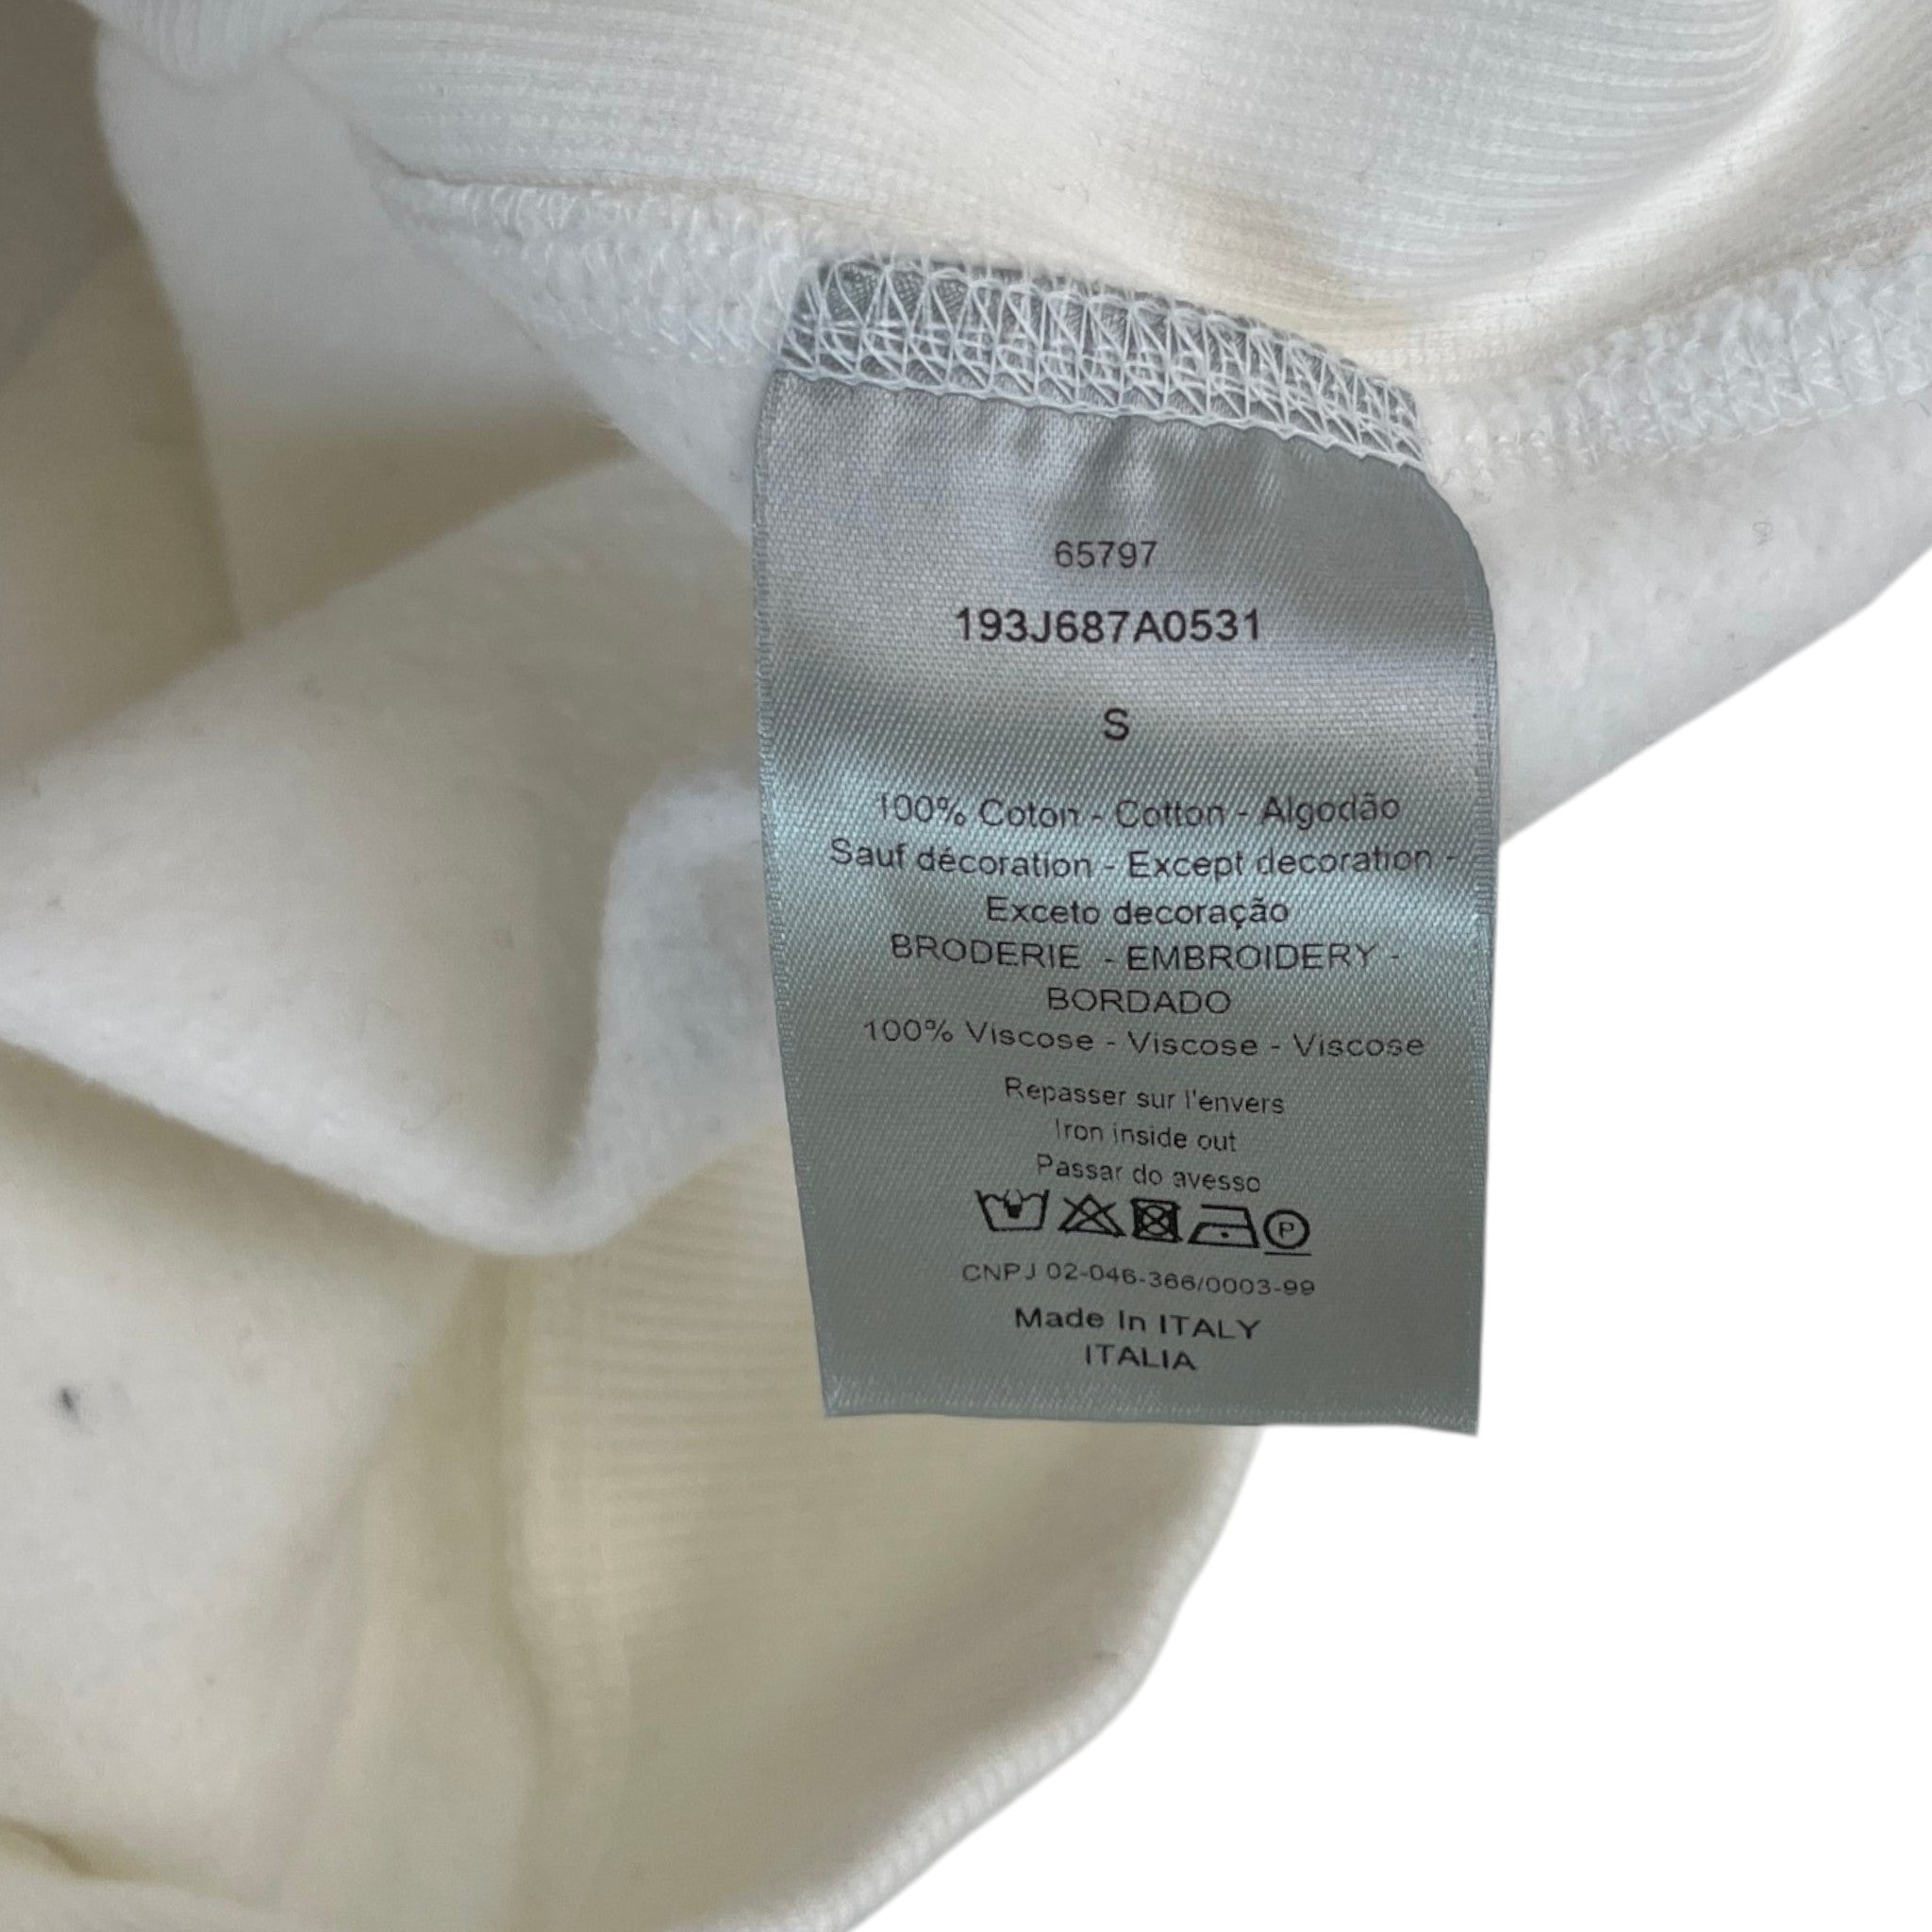 65797
193J687A0531
S
100% Coton - Cotton - Algodão
Sauf décoration - Except decoration -
Exceto decoração
BRODERIE - EMBROIDERY -
BORDADO
100% Viscose - Viscose - Viscose
Repasser sur l'envers
Iron inside out
Passar do avesso
P
CNPJ 02-046-366/0003-99
Made In ITALY
ITALIA